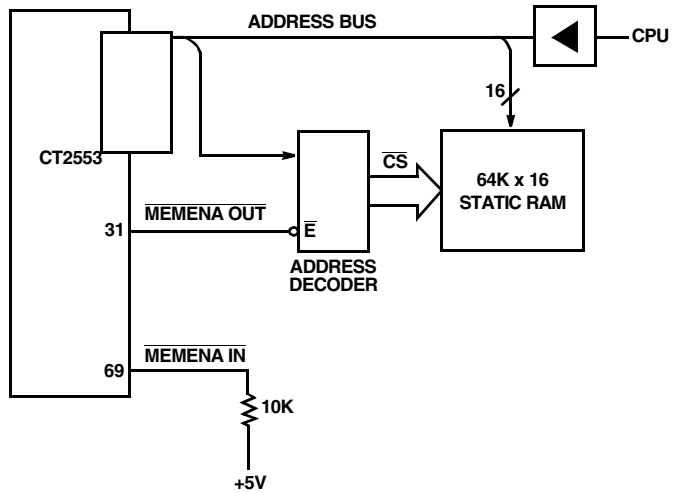 ADDRESS BUS
CPU
16
CT2553
CS
64K x 16
STATIC RAM
MEMENA OUT
31
E
ADDRESS
DECODER
MEMENA IN
69
10K
+5V